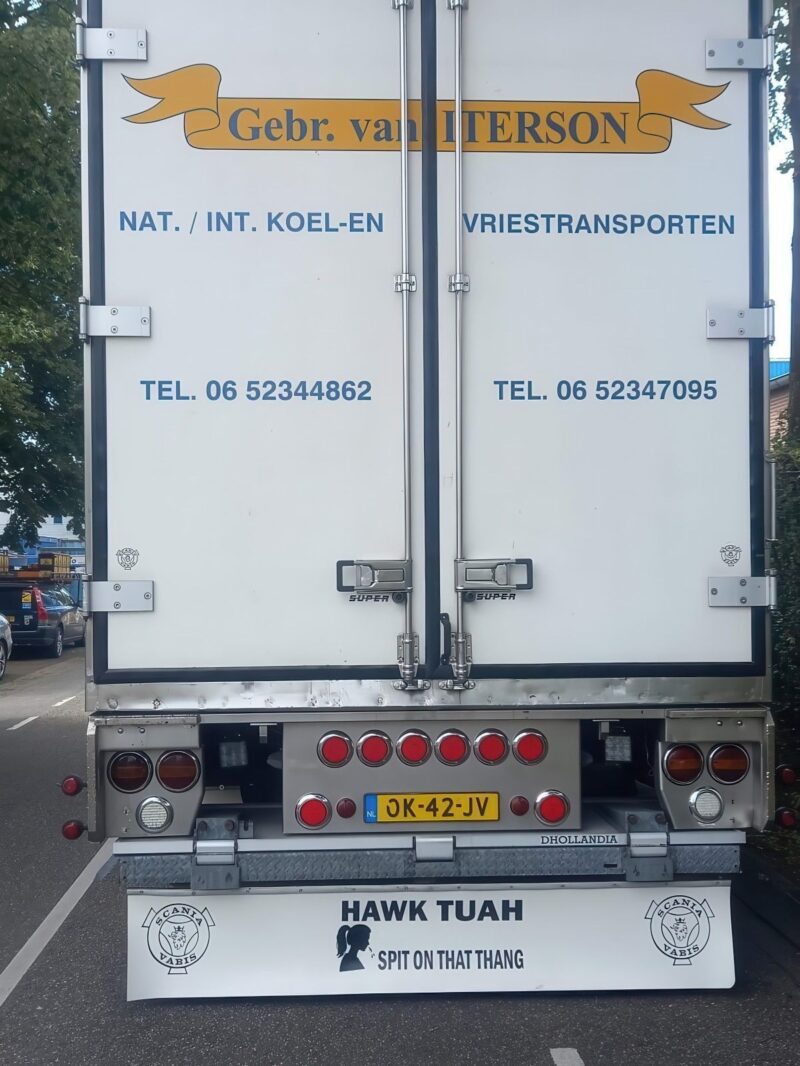 Gebr. van ITERSON
NAT. / INT. KOEL-EN VRIESTRANSPORTEN
TEL. 06 52344862 TEL. 06 52347095
SUPER SUPER
NL OK-42-JV
DHOLLANDIA
HAWK TUAH
SCANIA VABIS
SPIT ON THAT THANG
SCANIA VABIS